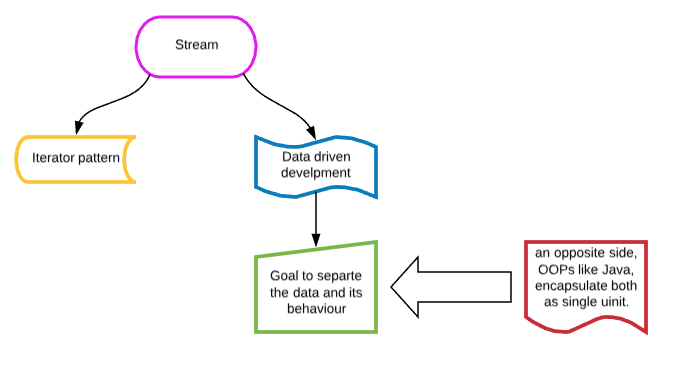 Stream
Iterator pattern
Data driven
develpment
Goal to separte
the data and its
behaviour
an opposite side,
OOPs like Java,
encapsulate both
as single uinit.